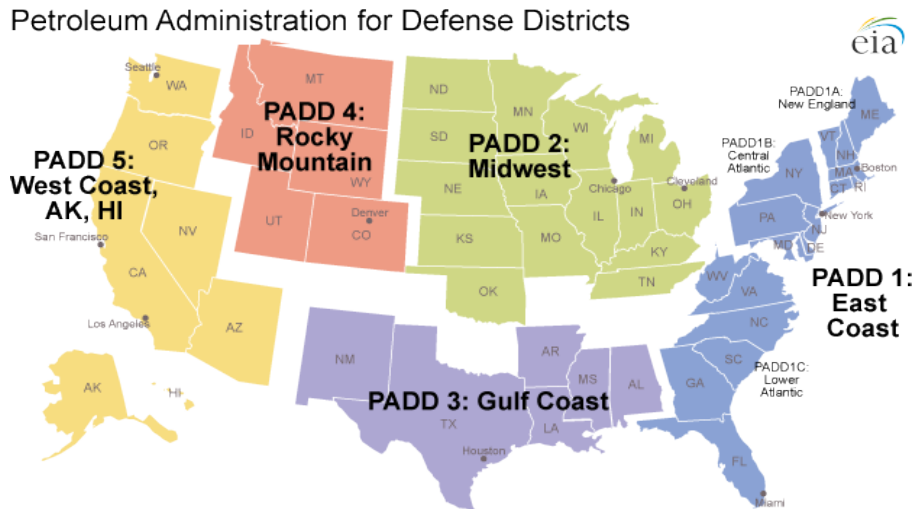 Petroleum Administration for Defense Districts
eia
Seattle
WA
OR
PADD 5:
West Coast,
AK, HI
San Francisco
NV
CA
Los Angeles
AZ
AK
HI
MT
PADD 4:
Rocky
Mountain
ID
WY
UT
Denver
CO
ND
MN
SD
WI
MI
PADD 2:
Midwest
NE
IA
Chicago
Cleveland
IL
IN
OH
KS
MO
KY
OK
TN
NM
AR
MS
AL
PADD 3: Gulf Coast
TX
LA
Houston
PADD1A:
New England
ME
VT
NH
PADD1B:
Central
Atlantic
NY
MA
Boston
CT
RI
PA
New York
NJ
MD
DE
WV
VA
PADD 1:
East
Coast
NC
SC
PADD1C:
Lower
Atlantic
GA
FL
Miami